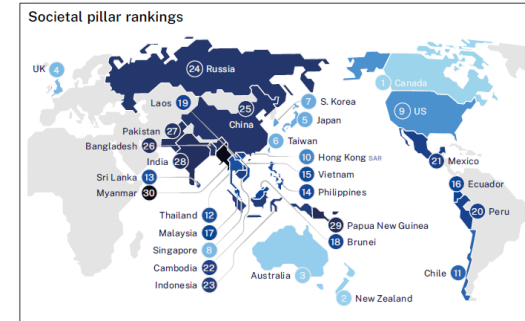 Societal pillar rankings
UK 4
24 Russia
1 Canada
Laos 19
25
China
7 S. Korea
5 Japan
9 US
6
Taiwan
Pakistan 27
Bangladesh 26
India 28
10 Hong Kong SAR
21 Mexico
Sri Lanka 13
15 Vietnam
Myanmar 30
14 Philippines
16 Ecuador
Thailand 12
29 Papua New Guinea
20 Peru
Malaysia 17
18 Brunei
Singapore 8
Cambodia 22
Australia 3
Chile 11
Indonesia 23
2 New Zealand